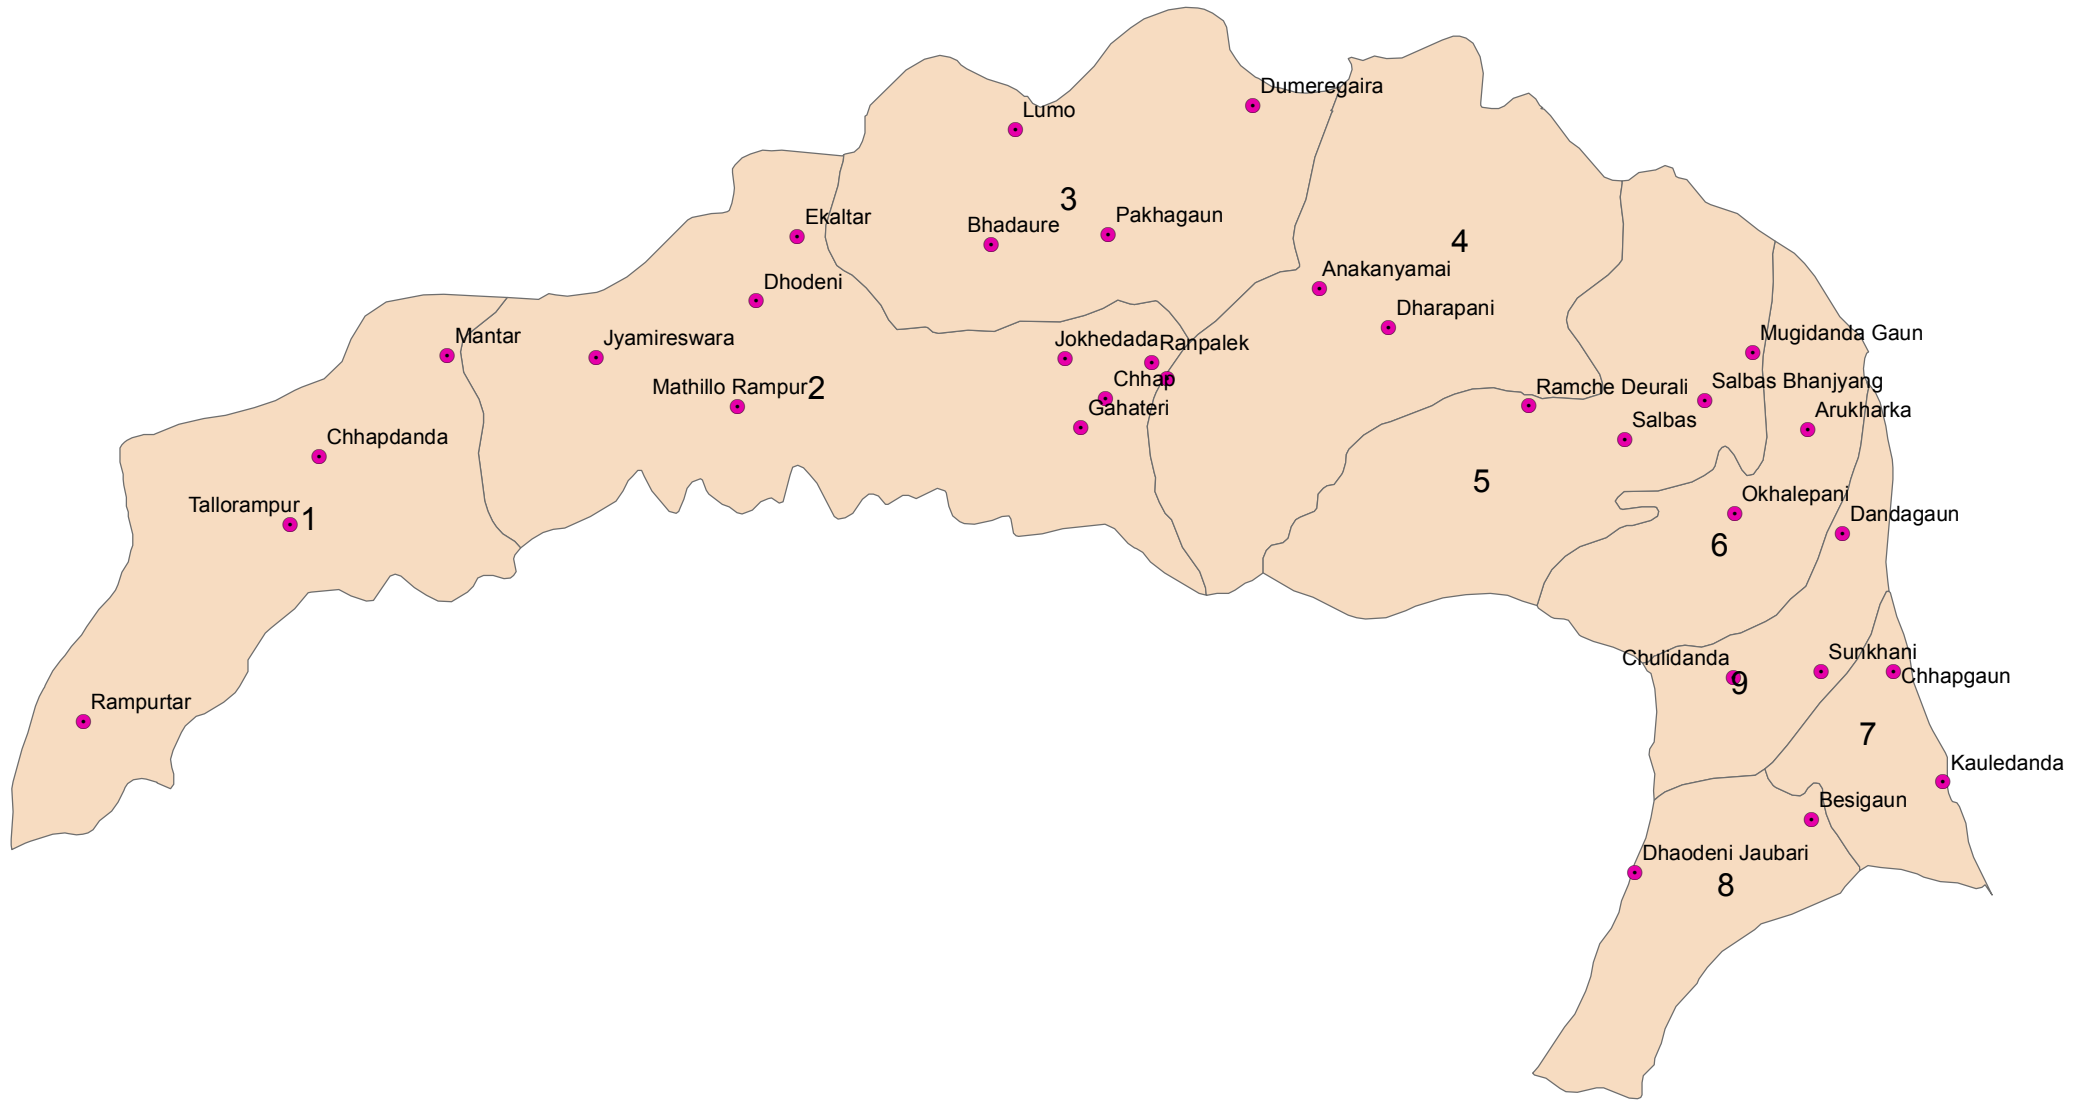 Dumeregaira
Lumo
3
Ekaltar
Bhadaure
Pakhagaun
4
Anakanyamai
Dhodeni
Dharapani
Mantar
Jyamireswara
Jokhedada
Ranpalek
Mugidanda Gaun
Mathillo Rampur
2
Chhap
Ramche Deurali
Salbas Bhanjyang
Gahateri
Salbas
Arukharka
Chhapdanda
5
Tallorampur
1
Okhalepani
Dandagaun
6
Chulidanda
9
Sunkhani
Chhapgaun
Rampurtar
7
Kauledanda
Besigaun
Dhaodeni Jaubari
8